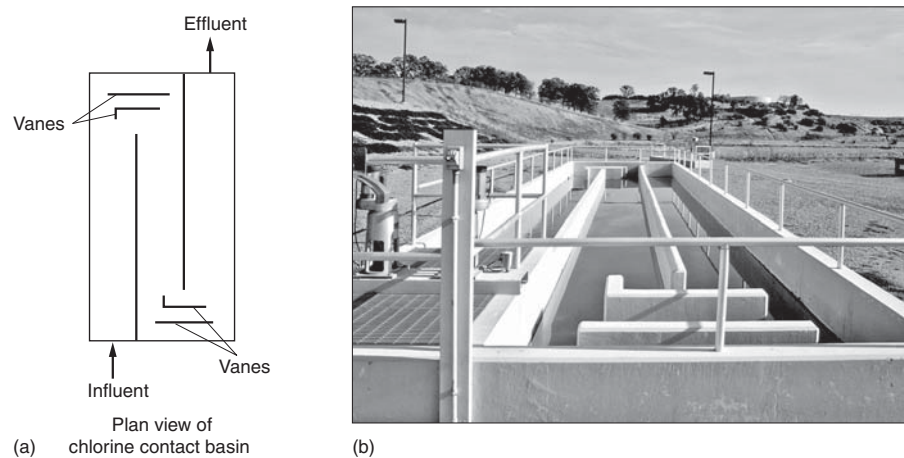 Effluent
Vanes
Vanes
Influent
Plan view of
(a) chlorine contact basin
(b)